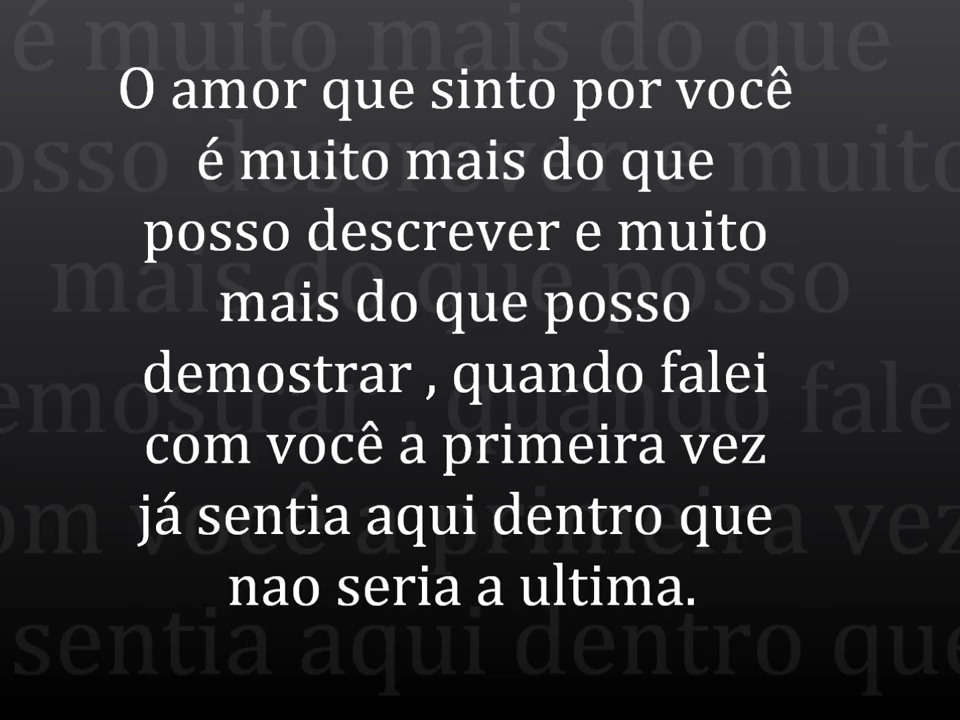 O amor que sinto por você
é muito mais do que
posso descrever e muito
mais do que posso
demostrar , quando falei
com você a primeira vez
já sentia aqui dentro que
nao seria a ultima.